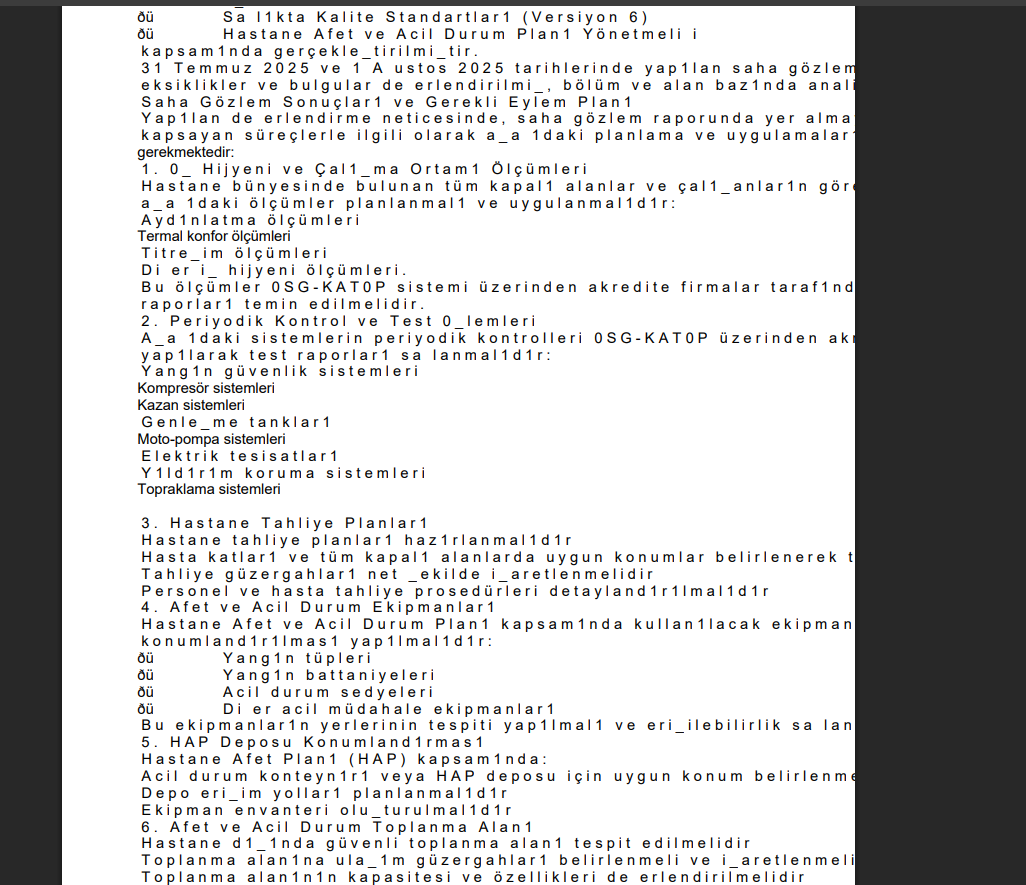 ðü Sa l1kta Kalite Standartlar1 (Versiyon 6)
ðü Hastane Afet ve Acil Durum Plan1 Yönetmeli i
kapsam1nda gerçekle_tirilmi_tir.
31 Temmuz 2025 ve 1 A ustos 2025 tarihlerinde yap1lan saha gözlem
eksiklikler ve bulgular de erlendirilmi_, bölüm ve alan baz1nda anali
Saha Gözlem Sonuçlar1 ve Gerekli Eylem Plan1
Yap1lan de erlendirme neticesinde, saha gözlem raporunda yer alma
kapsayan süreçlerle ilgili olarak a_a 1daki planlama ve uygulamalar1
gerekmektedir:
1. 0_ Hijyeni ve Çal1_ma Ortam1 Ölçümleri
Hastane bünyesinde bulunan tüm kapal1 alanlar ve çal1_anlar1n göre
a_a 1daki ölçümler planlanmal1 ve uygulanmal1d1r:
Ayd1nlatma ölçümleri
Termal konfor ölçümleri
Titre_im ölçümleri
Di er i_ hijyeni ölçümleri.
Bu ölçümler 0SG-KAT0P sistemi üzerinden akredite firmalar taraf1nd
raporlar1 temin edilmelidir.
2. Periyodik Kontrol ve Test 0_lemleri
A_a 1daki sistemlerin periyodik kontrolleri 0SG-KAT0P üzerinden akr
yap1larak test raporlar1 sa lanmal1d1r:
Yang1n güvenlik sistemleri
Kompresör sistemleri
Kazan sistemleri
Genle_me tanklar1
Moto-pompa sistemleri
Elektrik tesisatlar1
Y1ld1r1m koruma sistemleri
Topraklama sistemleri
3. Hastane Tahliye Planlar1
Hastane tahliye planlar1 haz1rlanmal1d1r
Hasta katlar1 ve tüm kapal1 alanlarda uygun konumlar belirlenerek t
Tahliye güzergahlar1 net _ekilde i_aretlenmelidir
Personel ve hasta tahliye prosedürleri detayland1r1lmal1d1r
4. Afet ve Acil Durum Ekipmanlar1
Hastane Afet ve Acil Durum Plan1 kapsam1nda kullan1lacak ekipman
konumland1r1lmas1 yap1lmal1d1r:
ðü Yang1n tüpleri
ðü Yang1n battaniyeleri
ðü Acil durum sedyeleri
ðü Di er acil müdahale ekipmanlar1
Bu ekipmanlar1n yerlerinin tespiti yap1lmal1 ve eri_ilebilirlik sa lan
5. HAP Deposu Konumland1rmas1
Hastane Afet Plan1 (HAP) kapsam1nda:
Acil durum konteyn1r1 veya HAP deposu için uygun konum belirlenme
Depo eri_im yollar1 planlanmal1d1r
Ekipman envanteri olu_turulmal1d1r
6. Afet ve Acil Durum Toplanma Alan1
Hastane d1_1nda güvenli toplanma alan1 tespit edilmelidir
Toplanma alan1na ula_1m güzergahlar1 belirlenmeli ve i_aretlenmeli
Toplanma alan1n1n kapasitesi ve özellikleri de erlendirilmelidir